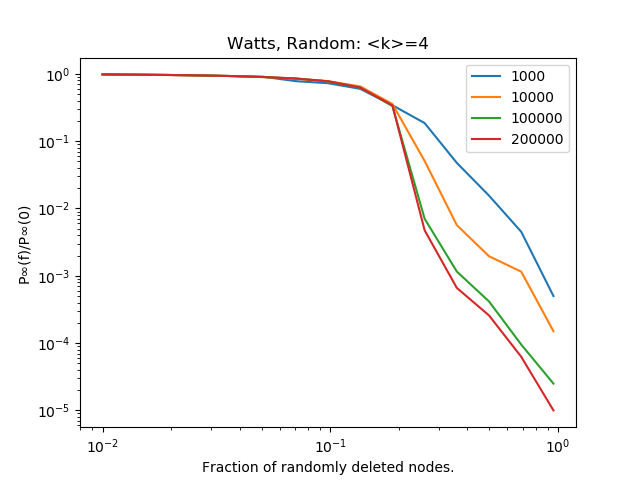 Watts, Random: <k>=4
1000
10000
100000
200000
P∞(f)/P∞(0)
10⁰
10⁻¹
10⁻²
10⁻³
10⁻⁴
10⁻⁵
10⁻² 10⁻¹ 10⁰
Fraction of randomly deleted nodes.